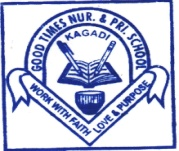 GOOD TIMES NUR. & PRI. SCHOOL
KAGADI
WORK WITH FAITH LOVE & PURPOSE